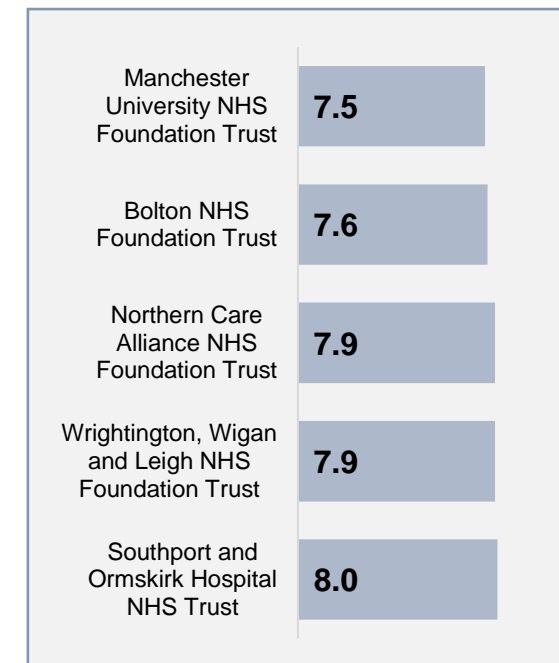 Manchester
University NHS
Foundation Trust
7.5
Bolton NHS
Foundation Trust
7.6
Northern Care
Alliance NHS
Foundation Trust
7.9
Wrightington, Wigan
and Leigh NHS
Foundation Trust
7.9
Southport and
Ormskirk Hospital
NHS Trust
8.0